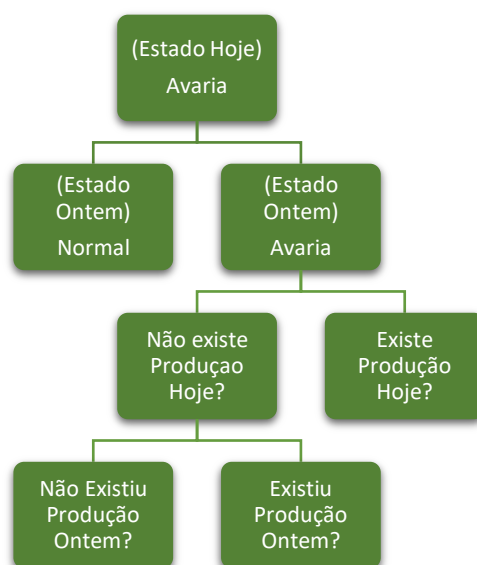 (Estado Hoje)
Avaria
(Estado
Ontem)
Normal
(Estado
Ontem)
Avaria
Não existe
Produçao
Hoje?
Existe
Produção
Hoje?
Não Existiu
Produção
Ontem?
Existiu
Produção
Ontem?